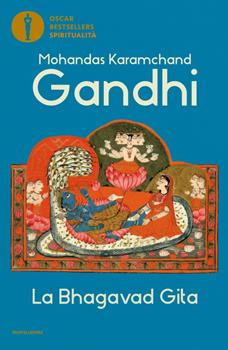 OSCAR
BESTSELLERS
SPIRITUALITÀ
Mohandas Karamchand
Gandhi
La Bhagavad Gita
MONDADORI